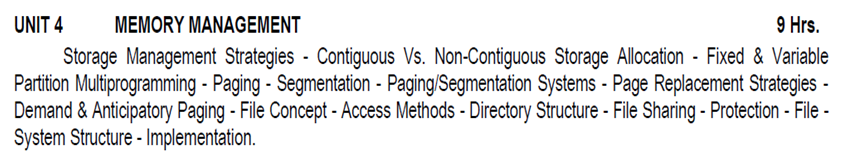 UNIT 4 MEMORY MANAGEMENT 9 Hrs.
Storage Management Strategies - Contiguous Vs. Non-Contiguous Storage Allocation - Fixed & Variable
Partition Multiprogramming - Paging - Segmentation - Paging/Segmentation Systems - Page Replacement Strategies -
Demand & Anticipatory Paging - File Concept - Access Methods - Directory Structure - File Sharing - Protection - File -
System Structure - Implementation.